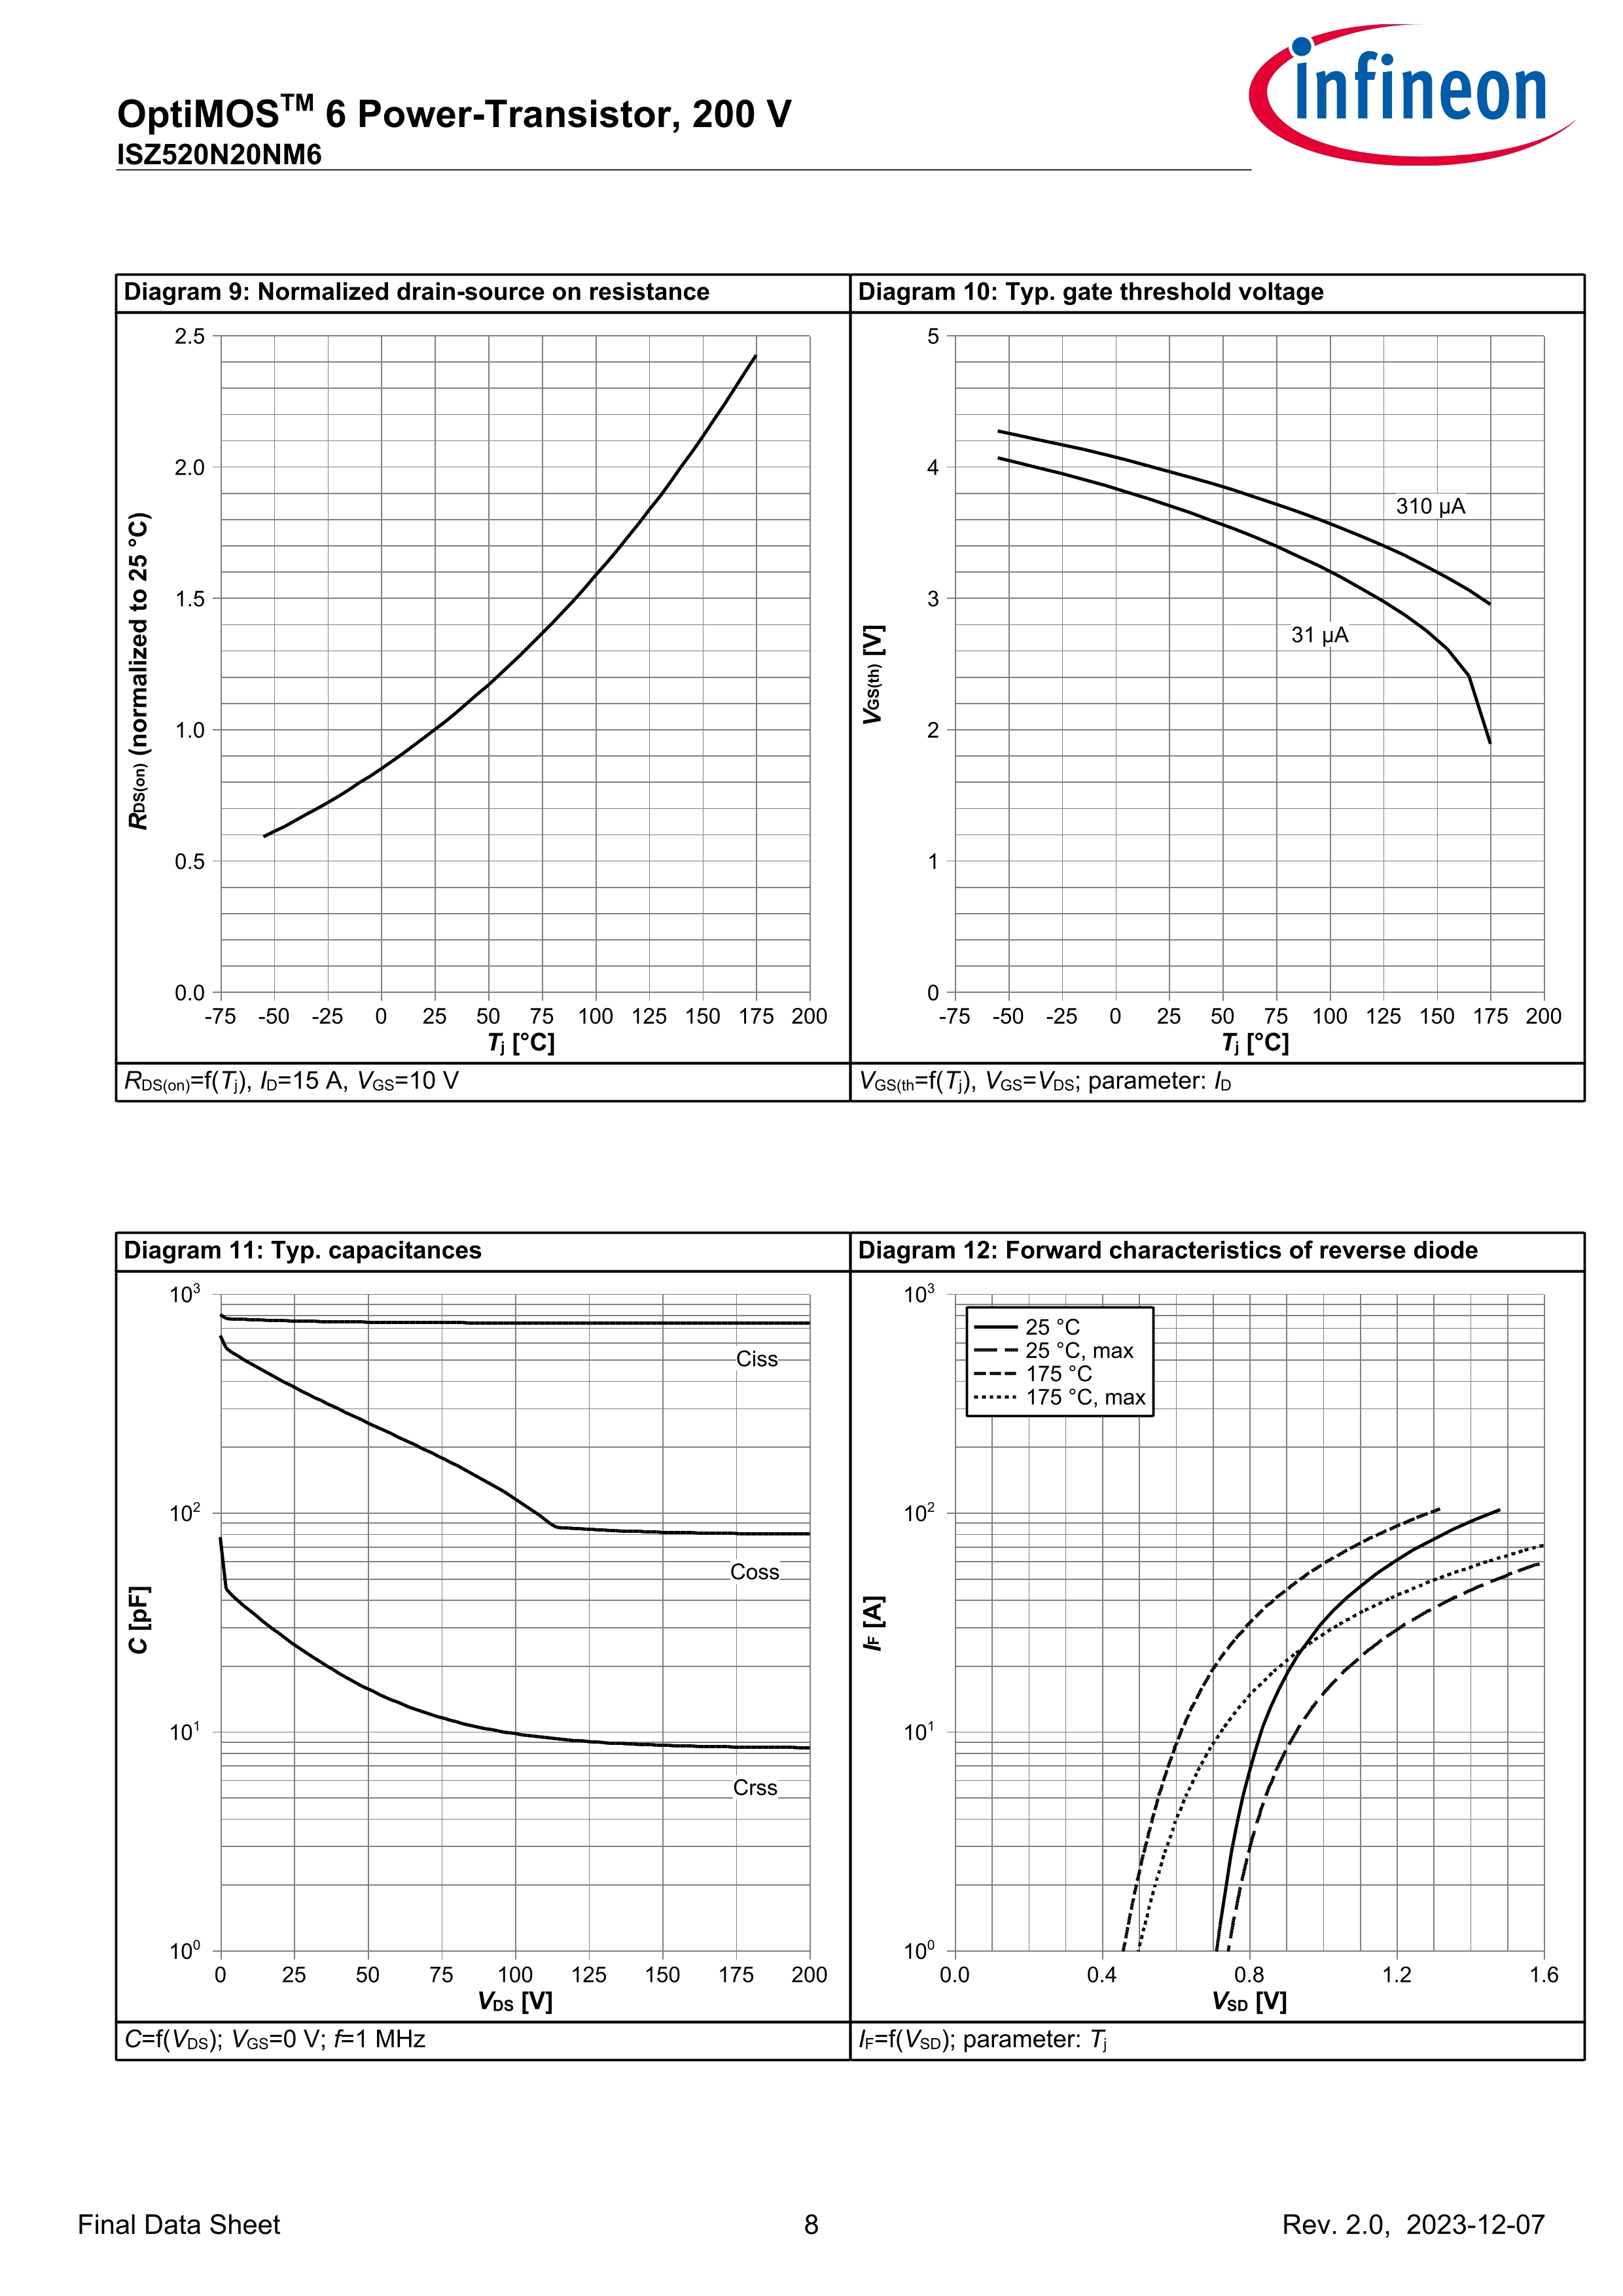 infineon
OptiMOS™ 6 Power-Transistor, 200 V
ISZ520N20NM6
Diagram 9: Normalized drain-source on resistance
2.5
2.0
1.5
1.0
0.5
0.0
-75 -50 -25 0 25 50 75 100 125 150 175 200
RDS(on) (normalized to 25 °C)
Tj [°C]
RDS(on)=f(Tj), ID=15 A, VGS=10 V
Diagram 10: Typ. gate threshold voltage
5
4
3
2
1
0
310 µA
31 µA
-75 -50 -25 0 25 50 75 100 125 150 175 200
VGS(th) [V]
Tj [°C]
VGS(th=f(Tj), VGS=VDS; parameter: ID
Diagram 11: Typ. capacitances
10³
10²
10¹
10⁰
Ciss
Coss
Crss
0 25 50 75 100 125 150 175 200
C [pF]
VDS [V]
C=f(VDS); VGS=0 V; f=1 MHz
Diagram 12: Forward characteristics of reverse diode
10³
10²
10¹
10⁰
25 °C
25 °C, max
175 °C
175 °C, max
0.0 0.4 0.8 1.2 1.6
IF [A]
VSD [V]
IF=f(VSD); parameter: Tj
Final Data Sheet 8 Rev. 2.0, 2023-12-07